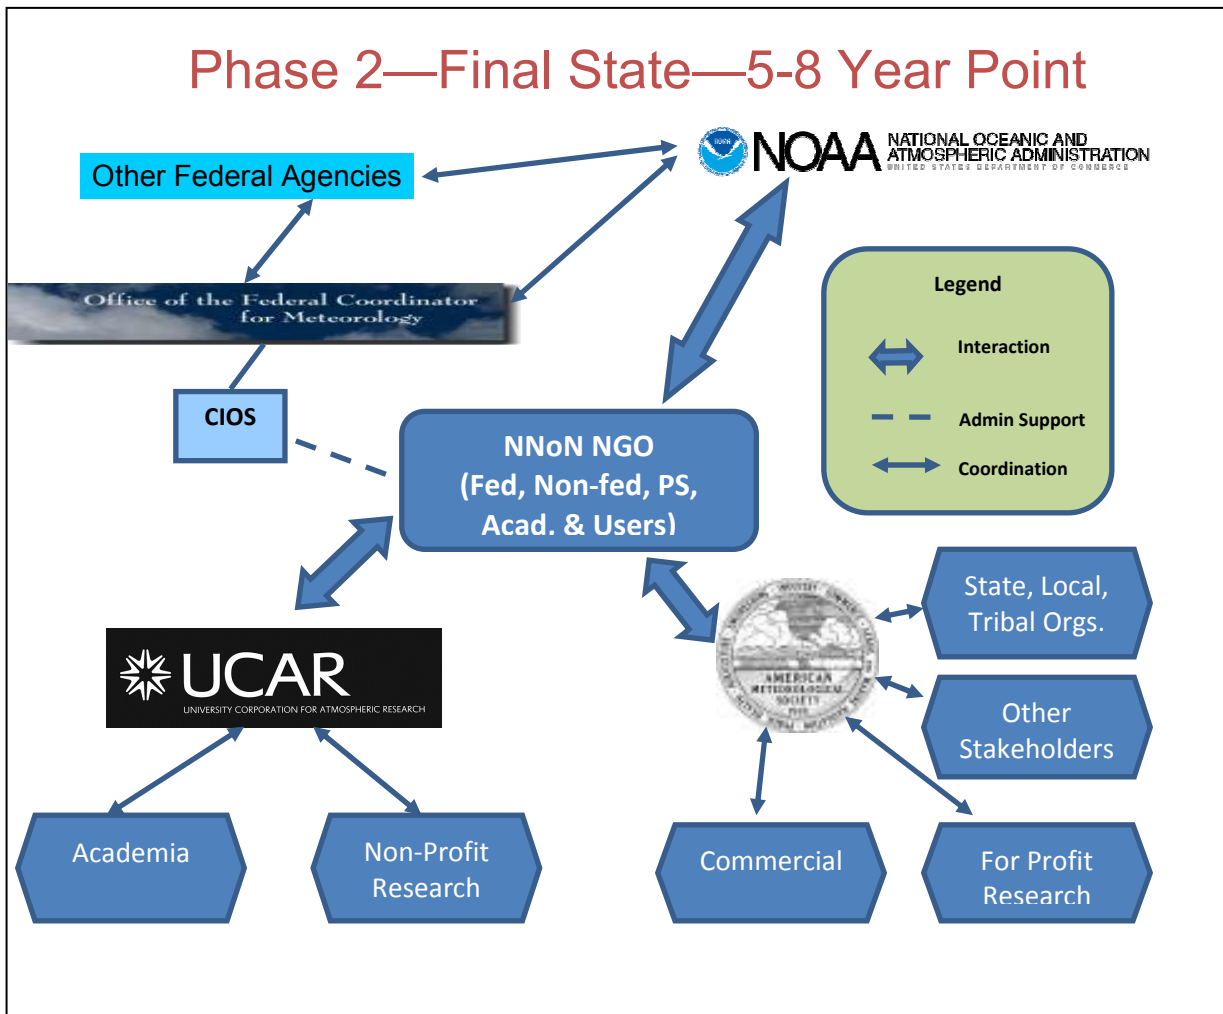 Phase 2—Final State—5-8 Year Point
NOAA
NATIONAL OCEANIC AND
ATMOSPHERIC ADMINISTRATION
UNITED STATES DEPARTMENT OF COMMERCE
Other Federal Agencies
Office of the Federal Coordinator
for Meteorology
Legend
Interaction
Admin Support
Coordination
CIOS
NNoN NGO
(Fed, Non-fed, PS,
Acad. & Users)
UCAR
UNIVERSITY CORPORATION FOR ATMOSPHERIC RESEARCH
AMERICAN
METEOROLOGICAL
SOCIETY
State, Local,
Tribal Orgs.
Other
Stakeholders
Academia
Non-Profit
Research
Commercial
For Profit
Research